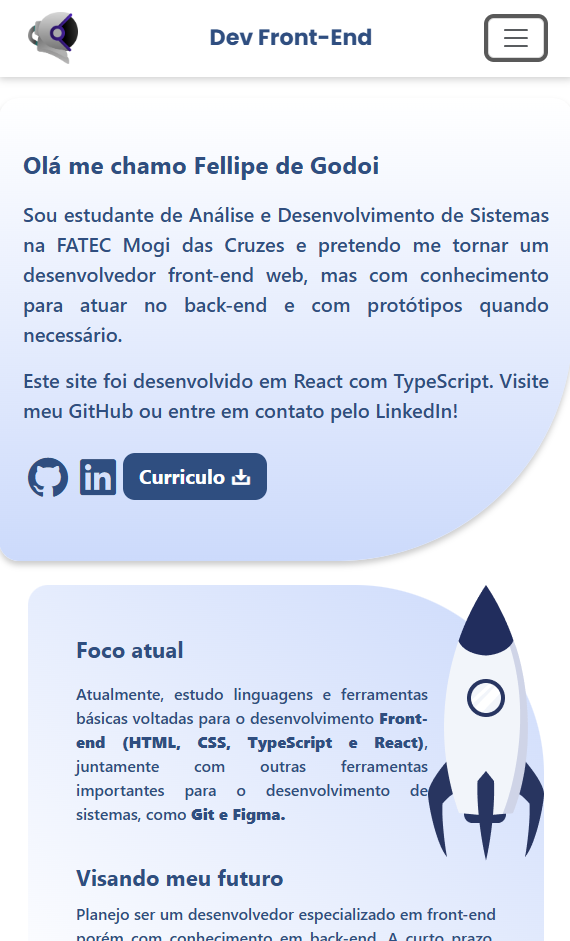 Dev Front-End
Olá me chamo Fellipe de Godoi
Sou estudante de Análise e Desenvolvimento de Sistemas
na FATEC Mogi das Cruzes e pretendo me tornar um
desenvolvedor front-end web, mas com conhecimento
para atuar no back-end e com protótipos quando
necessário.
Este site foi desenvolvido em React com TypeScript. Visite
meu GitHub ou entre em contato pelo LinkedIn!
in Curriculo
Foco atual
Atualmente, estudo linguagens e ferramentas
básicas voltadas para o desenvolvimento Front-
end (HTML, CSS, TypeScript e React),
juntamente com outras ferramentas
importantes para o desenvolvimento de
sistemas, como Git e Figma.
Visando meu futuro
Planejo ser um desenvolvedor especializado em front-end
porém com conhecimento em back-end. A curto prazo,